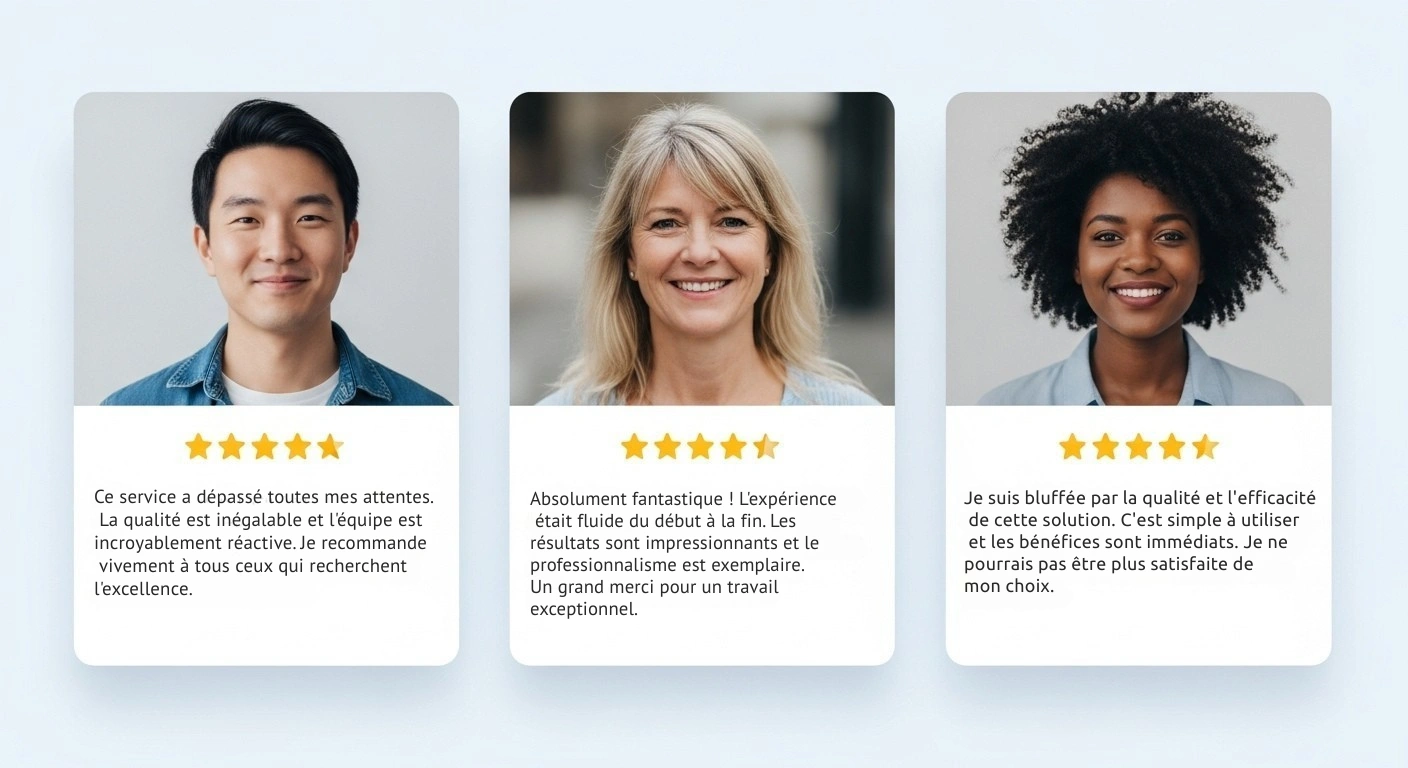 Ce service a dépassé toutes mes attentes.
La qualité est inégalable et l'équipe est
incroyablement réactive. Je recommande
vivement à tous ceux qui recherchent
l'excellence.
Absolument fantastique ! L'expérience
était fluide du début à la fin. Les
résultats sont impressionnants et le
professionnalisme est exemplaire.
Un grand merci pour un travail
exceptionnel.
Je suis bluffée par la qualité et l'efficacité
de cette solution. C'est simple à utiliser
et les bénéfices sont immédiats. Je ne
pourrais pas être plus satisfaite de
mon choix.